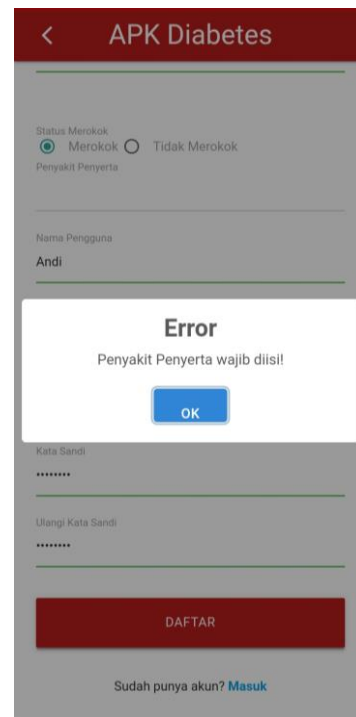 APK Diabetes
Status Merokok
Merokok Tidak Merokok
Penyakit Penyerta
Nama Pengguna
Andi
Error
Penyakit Penyerta wajib diisi!
OK
Kata Sandi
••••••••
Ulangi Kata Sandi
••••••••
DAFTAR
Sudah punya akun? Masuk